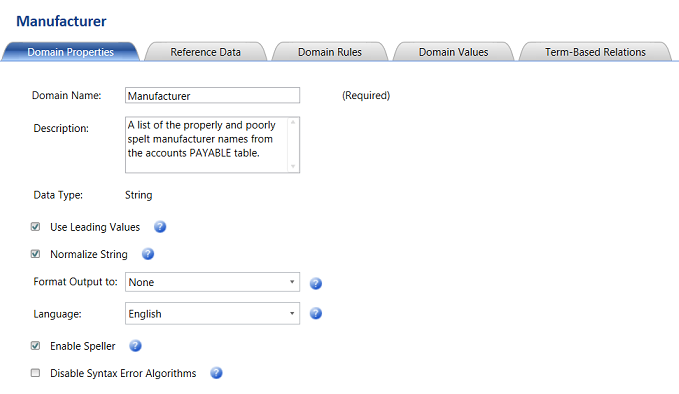 Manufacturer
Domain Properties Reference Data Domain Rules Domain Values Term-Based Relations
Domain Name: Manufacturer (Required)
Description: A list of the properly and poorly
spelt manufacturer names from
the accounts PAYABLE table.
Data Type: String
Use Leading Values ?
Normalize String ?
Format Output to: None ?
Language: English ?
Enable Speller ?
Disable Syntax Error Algorithms ?